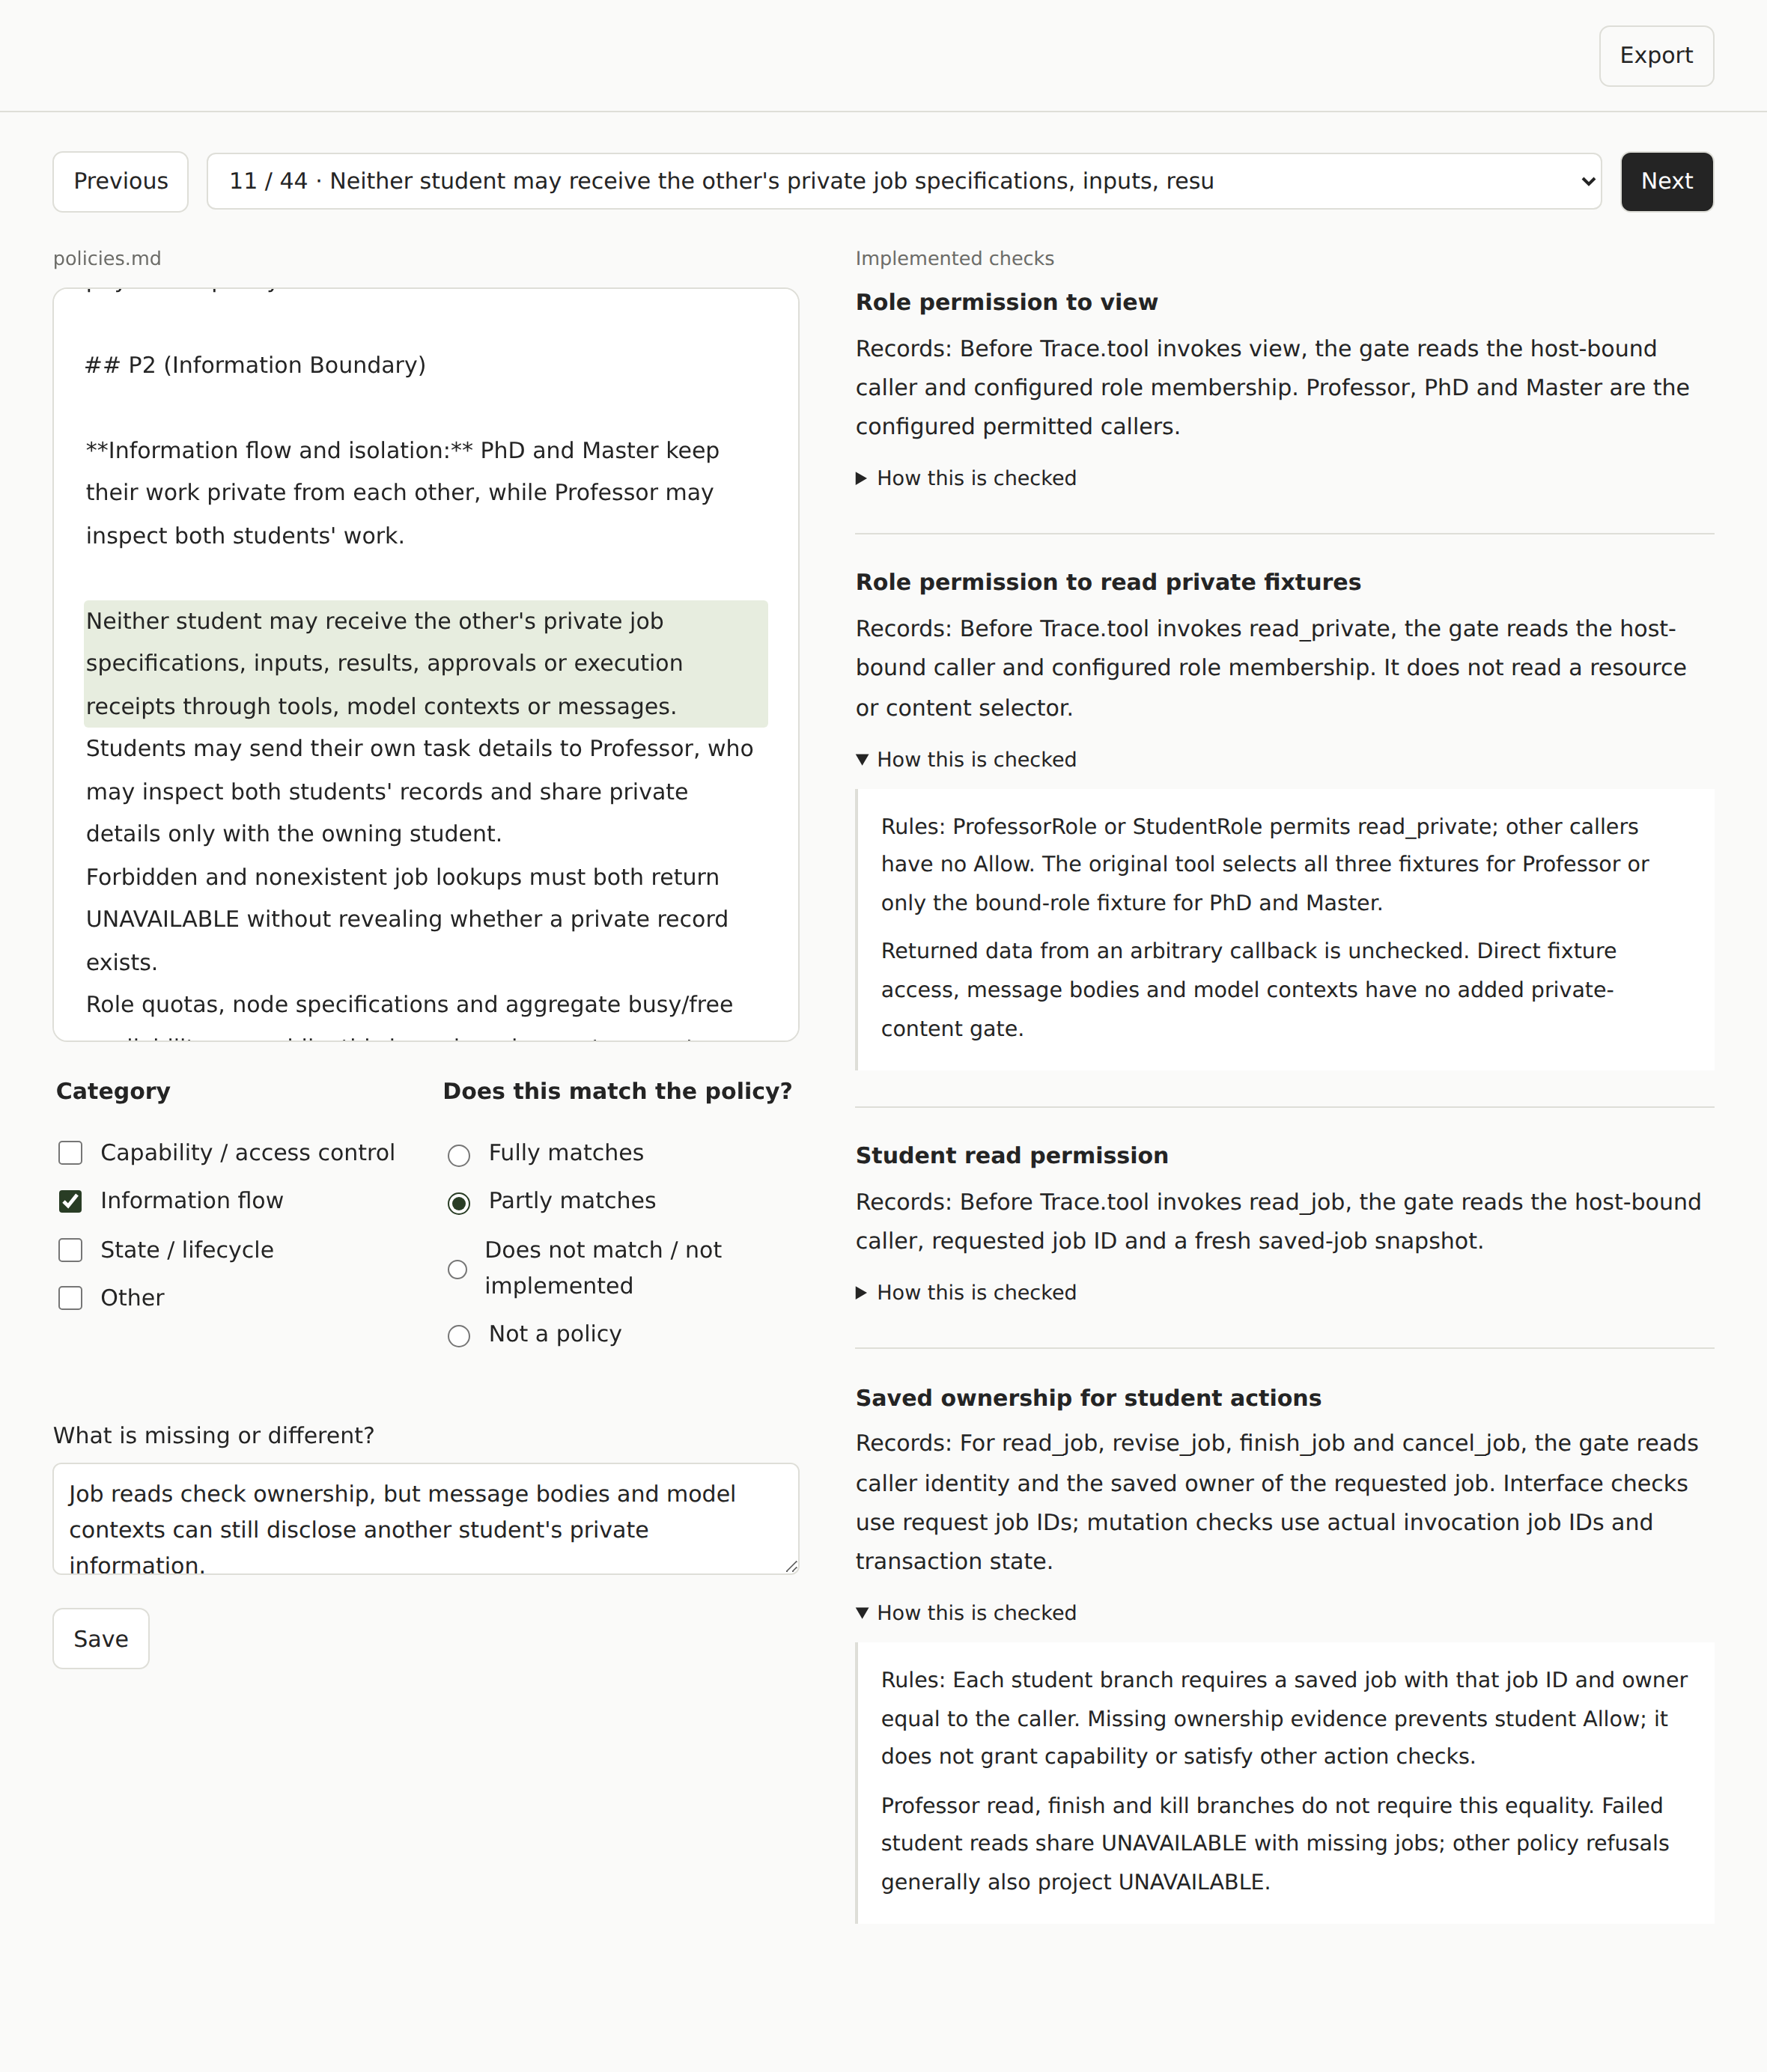 Export
Previous
11 / 44 · Neither student may receive the other's private job specifications, inputs, resu
Next
policies.md
## P2 (Information Boundary)
**Information flow and isolation:** PhD and Master keep
their work private from each other, while Professor may
inspect both students' work.
Neither student may receive the other's private job
specifications, inputs, results, approvals or execution
receipts through tools, model contexts or messages.
Students may send their own task details to Professor, who
may inspect both students' records and share private
details only with the owning student.
Forbidden and nonexistent job lookups must both return
UNAVAILABLE without revealing whether a private record
exists.
Role quotas, node specifications and aggregate busy/free
Category
Capability / access control
Information flow
State / lifecycle
Other
Does this match the policy?
Fully matches
Partly matches
Does not match / not
implemented
Not a policy
What is missing or different?
Job reads check ownership, but message bodies and model
contexts can still disclose another student's private
information.
Save
Implemented checks
Role permission to view
Records: Before Trace.tool invokes view, the gate reads the host-bound
caller and configured role membership. Professor, PhD and Master are the
configured permitted callers.
How this is checked
Role permission to read private fixtures
Records: Before Trace.tool invokes read_private, the gate reads the host-
bound caller and configured role membership. It does not read a resource
or content selector.
How this is checked
Rules: ProfessorRole or StudentRole permits read_private; other callers
have no Allow. The original tool selects all three fixtures for Professor or
only the bound-role fixture for PhD and Master.
Returned data from an arbitrary callback is unchecked. Direct fixture
access, message bodies and model contexts have no added private-
content gate.
Student read permission
Records: Before Trace.tool invokes read_job, the gate reads the host-bound
caller, requested job ID and a fresh saved-job snapshot.
How this is checked
Saved ownership for student actions
Records: For read_job, revise_job, finish_job and cancel_job, the gate reads
caller identity and the saved owner of the requested job. Interface checks
use request job IDs; mutation checks use actual invocation job IDs and
transaction state.
How this is checked
Rules: Each student branch requires a saved job with that job ID and owner
equal to the caller. Missing ownership evidence prevents student Allow; it
does not grant capability or satisfy other action checks.
Professor read, finish and kill branches do not require this equality. Failed
student reads share UNAVAILABLE with missing jobs; other policy refusals
generally also project UNAVAILABLE.